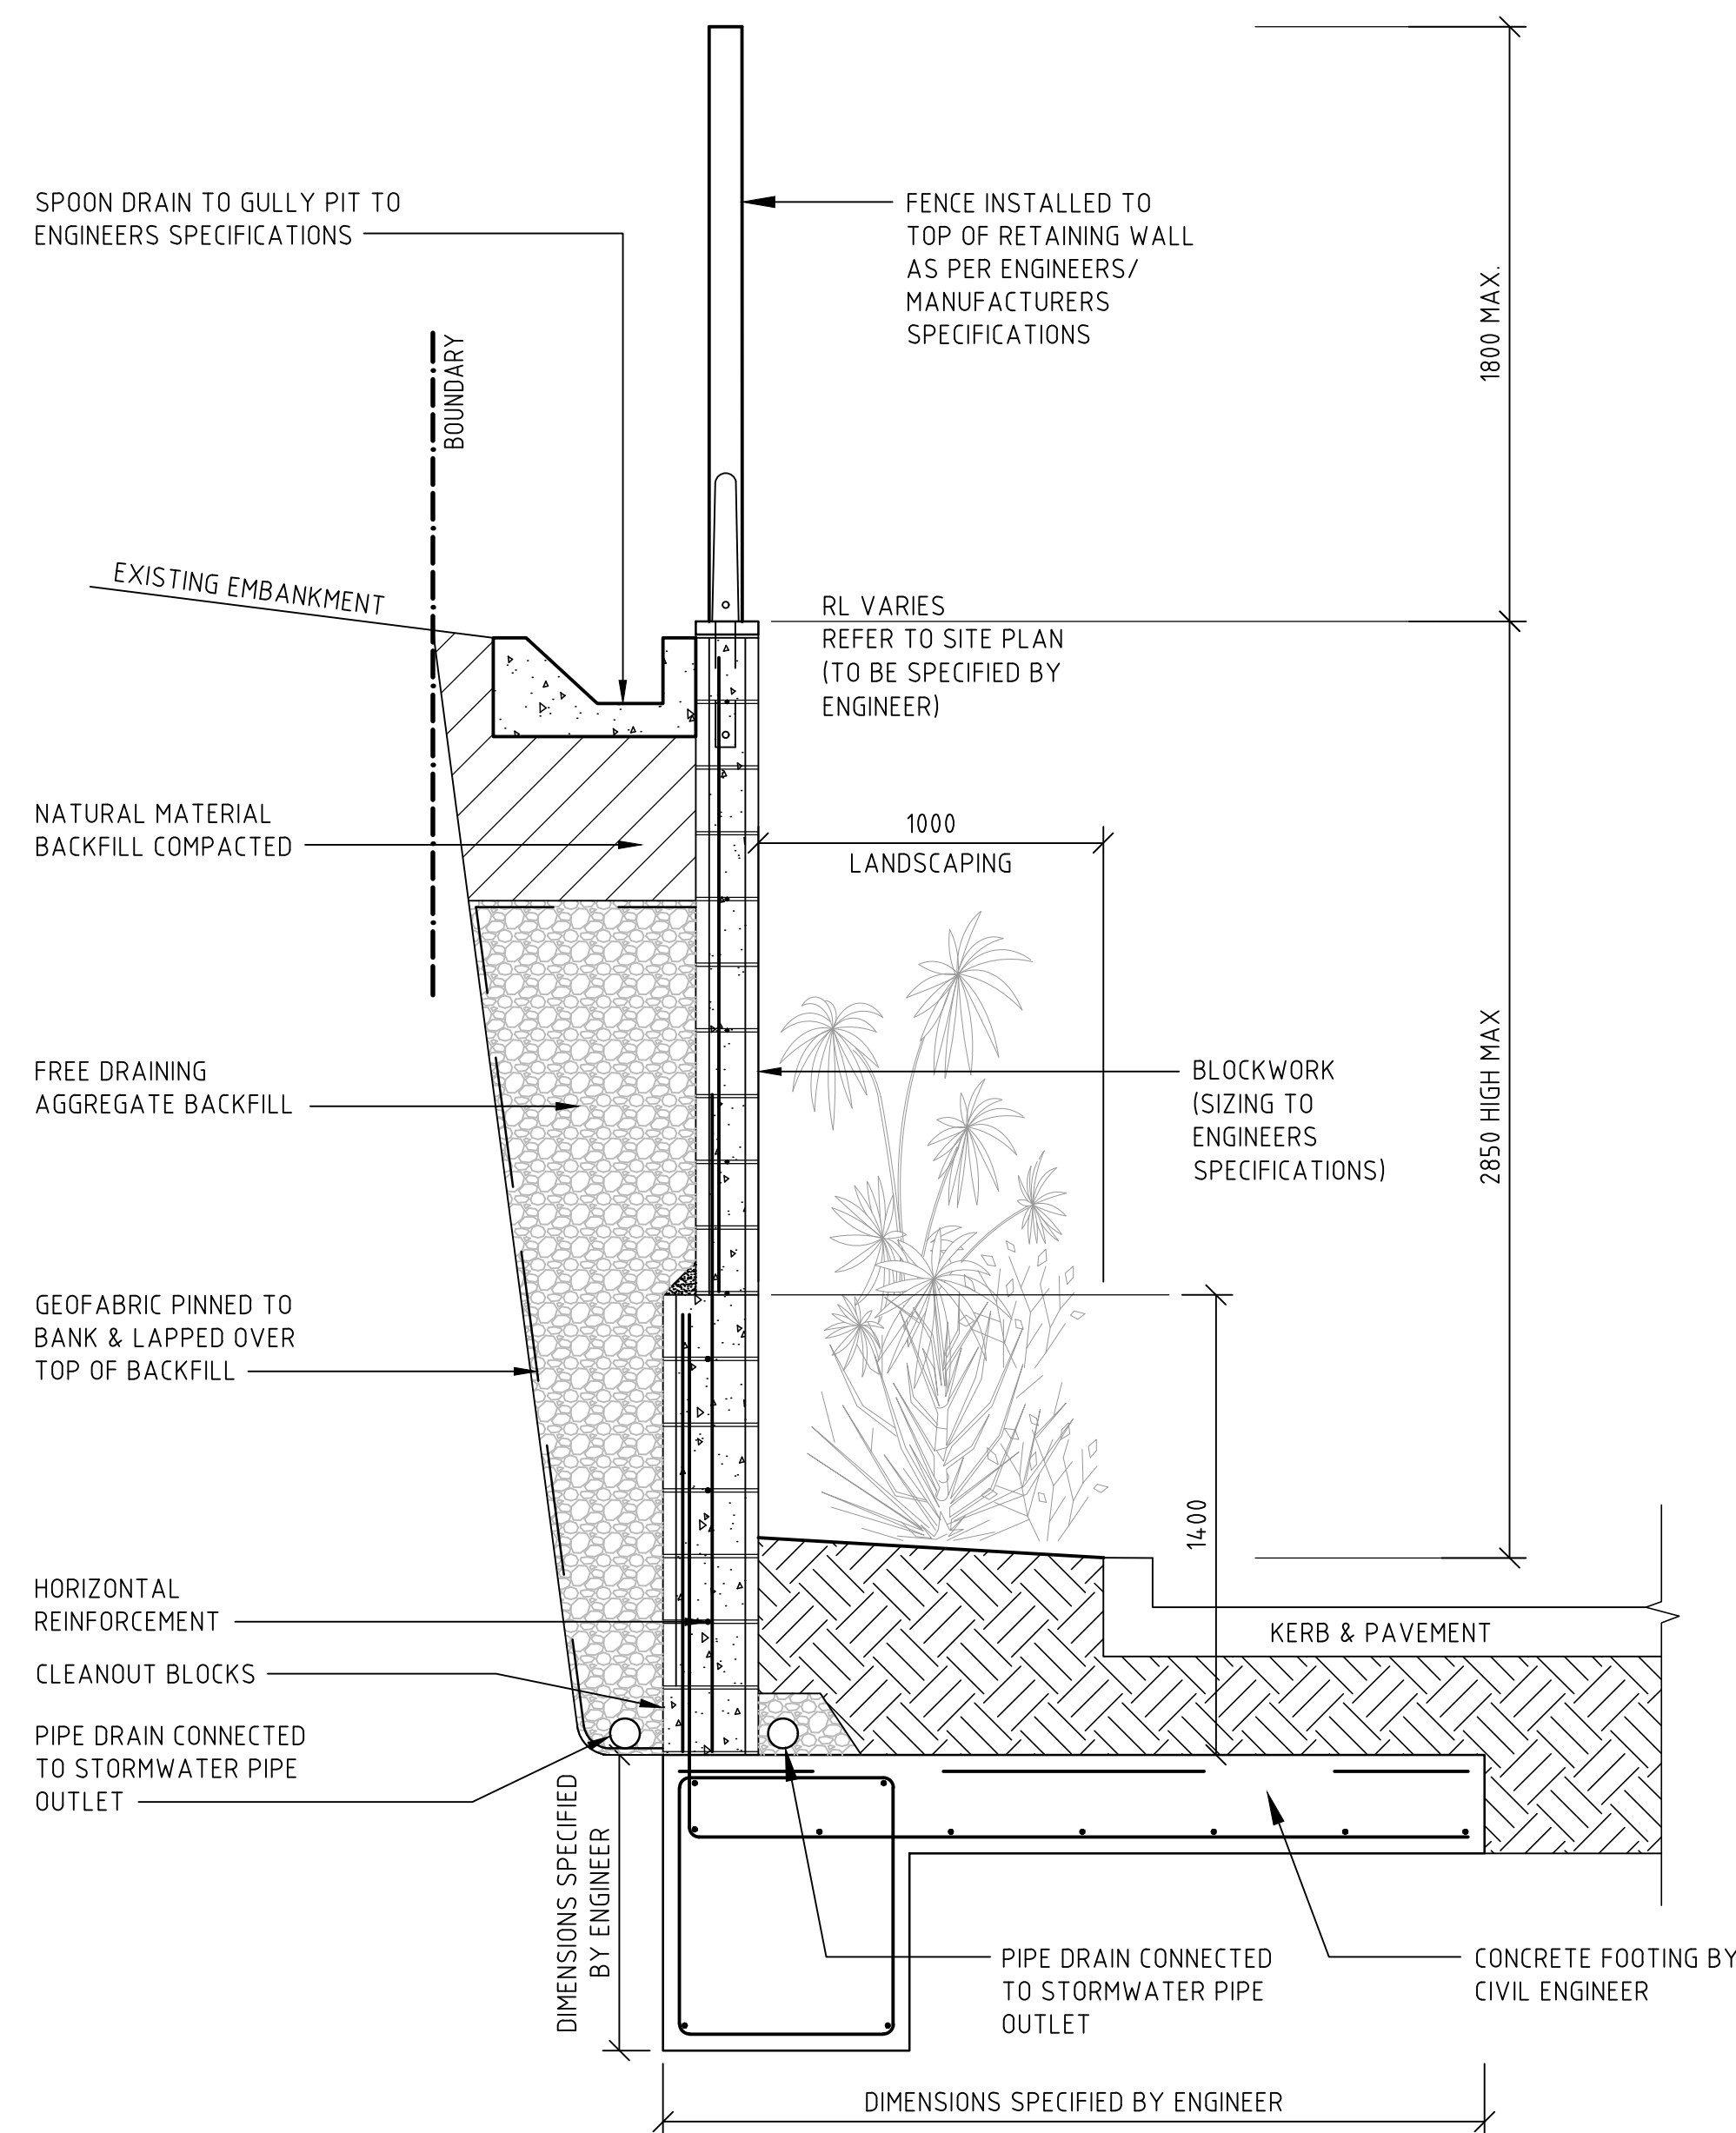 SPOON DRAIN TO GULLY PIT TO
ENGINEERS SPECIFICATIONS
FENCE INSTALLED TO
TOP OF RETAINING WALL
AS PER ENGINEERS/
MANUFACTURERS
SPECIFICATIONS
1800 MAX.
BOUNDARY
EXISTING EMBANKMENT
RL VARIES
REFER TO SITE PLAN
(TO BE SPECIFIED BY
ENGINEER)
NATURAL MATERIAL
BACKFILL COMPACTED
1000
LANDSCAPING
FREE DRAINING
AGGREGATE BACKFILL
BLOCKWORK
(SIZING TO
ENGINEERS
SPECIFICATIONS)
2850 HIGH MAX
GEOFABRIC PINNED TO
BANK & LAPPED OVER
TOP OF BACKFILL
1400
HORIZONTAL
REINFORCEMENT
KERB & PAVEMENT
CLEANOUT BLOCKS
PIPE DRAIN CONNECTED
TO STORMWATER PIPE
OUTLET
DIMENSIONS SPECIFIED
BY ENGINEER
PIPE DRAIN CONNECTED
TO STORMWATER PIPE
OUTLET
CONCRETE FOOTING BY
CIVIL ENGINEER
DIMENSIONS SPECIFIED BY ENGINEER